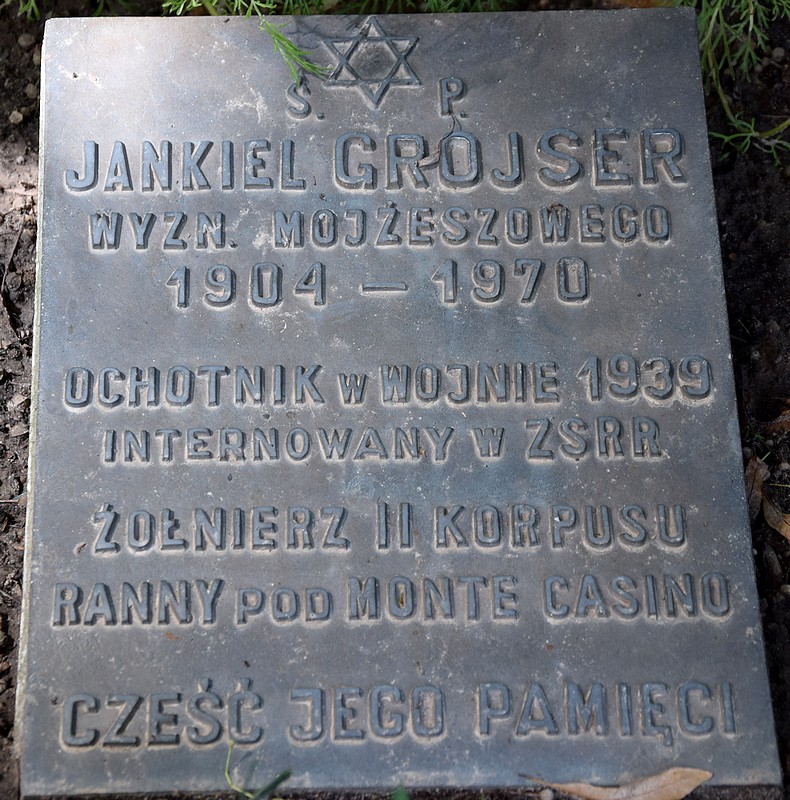 Ś. P.
JANKIEL GROJSER
WYZN. MOJŻESZOWEGO
1904 – 1970
OCHOTNIK W WOJNIE 1939
INTERNOWANY W ZSRR
ŻOŁNIERZ II KORPUSU
RANNY POD MONTE CASINO
CZEŚĆ JEGO PAMIĘCI